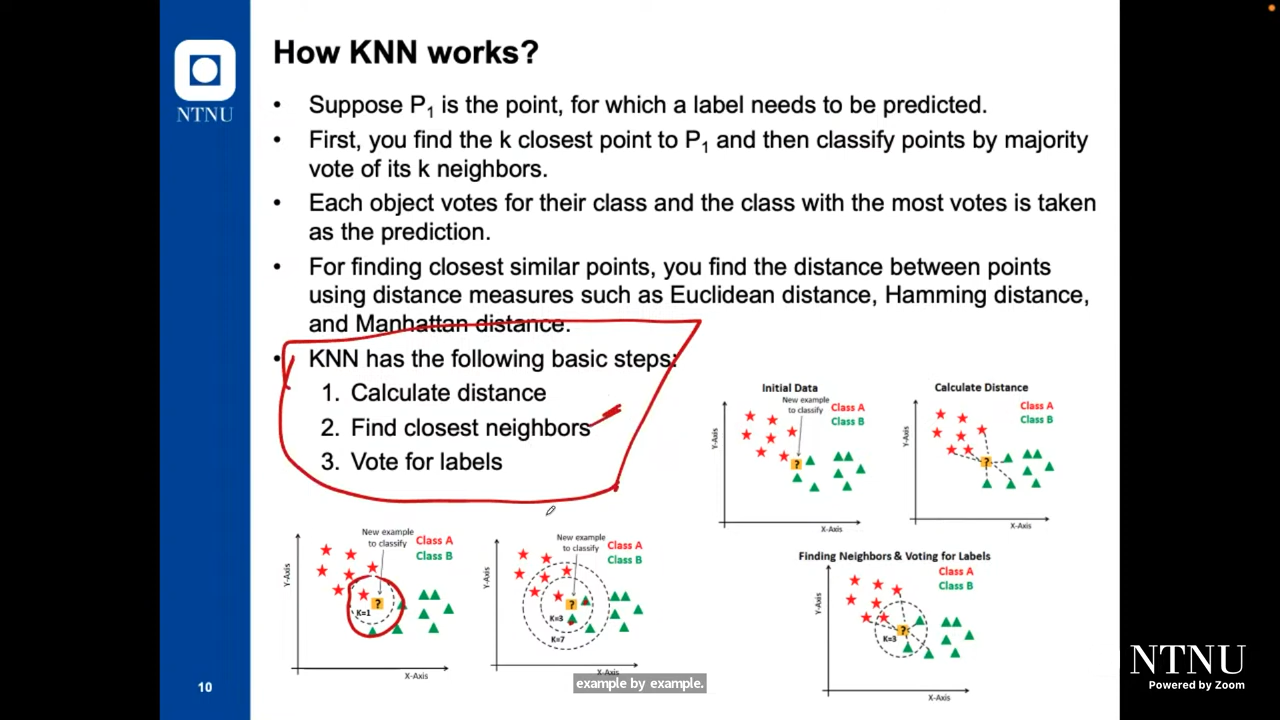 How KNN works?
NTNU
• Suppose P1 is the point, for which a label needs to be predicted.
• First, you find the k closest point to P1 and then classify points by majority
vote of its k neighbors.
• Each object votes for their class and the class with the most votes is taken
as the prediction.
• For finding closest similar points, you find the distance between points
using distance measures such as Euclidean distance, Hamming distance,
and Manhattan distance.
• KNN has the following basic steps:
1. Calculate distance
2. Find closest neighbors
3. Vote for labels
Initial Data
New example
to classify
Class A
Class B
?
Y-Axis
X-Axis
Calculate Distance
Class A
Class B
?
Y-Axis
X-Axis
New example
to classify
Class A
Class B
?
K=1
Y-Axis
X-Axis
New example
to classify
Class A
Class B
?
K=3
K=7
Y-Axis
X-Axis
Finding Neighbors & Voting for Labels
Class A
Class B
?
K=3
Y-Axis
X-Axis
example by example.
10
NTNU
Powered by Zoom